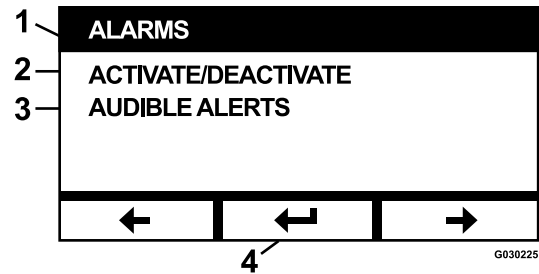 1
ALARMS
2
ACTIVATE/DEACTIVATE
3
AUDIBLE ALERTS
4
G030225